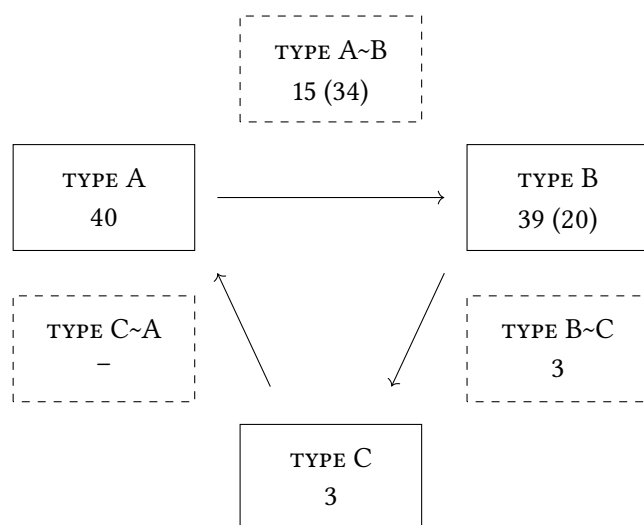 TYPE A~B
15 (34)
TYPE A
40
TYPE B
39 (20)
TYPE C~A
–
TYPE B~C
3
TYPE C
3